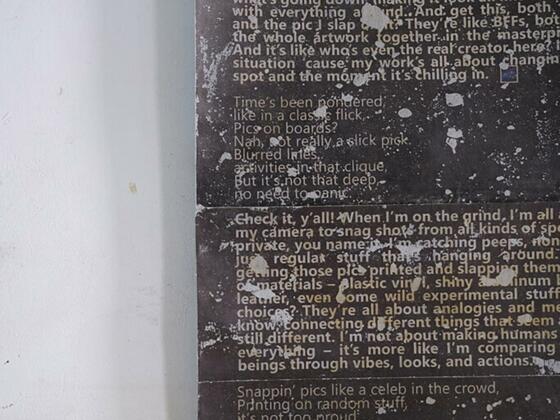 with everything around. And get this, both
and the pic I slap on it? They're like BFFs, bo
the whole artwork together in the masterp
And it's like who's even the real creator here?
situation 'cause my work's all about changin
spot and the moment it's chilling in.
Time's been pondered,
like in a classic flick,
Pics on boards?
Nah, not really a slick pick.
Blurred lines,
activities in that clique,
But it's not that deep,
no need to panic.
Check it, y'all! When I'm on the grind, I'm all
my camera to snag shots from all kinds of spe
private, you name it. I'm catching peeps, no
just regular stuff that's hanging around.
getting those pics printed and slapping them
materials – plastic vinyl, shiny aluminum
leather, even some wild experimental stuff
choices? They're all about analogies and me
know, connecting different things that seem
still different. I'm not about making humans
everything – it's more like I'm comparing
beings through vibes, looks, and actions.
Snappin' pics like a celeb in the crowd,
Printing on random stuff,
it's not too proud